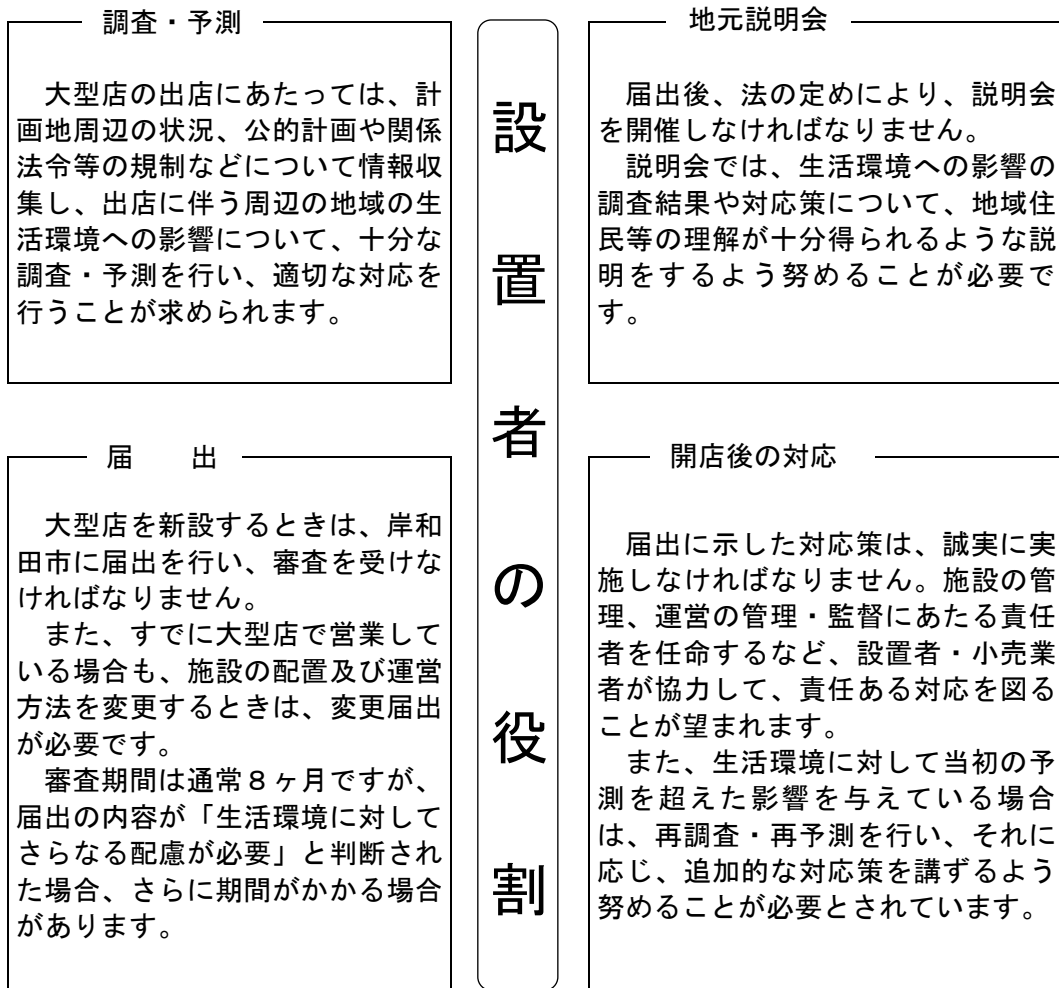 調査・予測
　大型店の出店にあたっては、計
画地周辺の状況、公的計画や関係
法令等の規制などについて情報収
集し、出店に伴う周辺の地域の生
活環境への影響について、十分な
調査・予測を行い、適切な対応を
行うことが求められます。
届　　出
　大型店を新設するときは、岸和
田市に届出を行い、審査を受けな
ければなりません。
　また、すでに大型店で営業して
いる場合も、施設の配置及び運営
方法を変更するときは、変更届出
が必要です。
　審査期間は通常８ヶ月ですが、
届出の内容が「生活環境に対して
さらなる配慮が必要」と判断され
た場合、さらに期間がかかる場合
があります。
設置者の役割
地元説明会
　届出後、法の定めにより、説明会
を開催しなければなりません。
　説明会では、生活環境への影響の
調査結果や対応策について、地域住
民等の理解が十分得られるような説
明をするよう努めることが必要で
す。
開店後の対応
　届出に示した対応策は、誠実に実
施しなければなりません。施設の管
理、運営の管理・監督にあたる責任
者を任命するなど、設置者・小売業
者が協力して、責任ある対応を図る
ことが望まれます。
　また、生活環境に対して当初の予
測を超えた影響を与えている場合
は、再調査・再予測を行い、それに
応じ、追加的な対応策を講ずるよう
努めることが必要とされています。